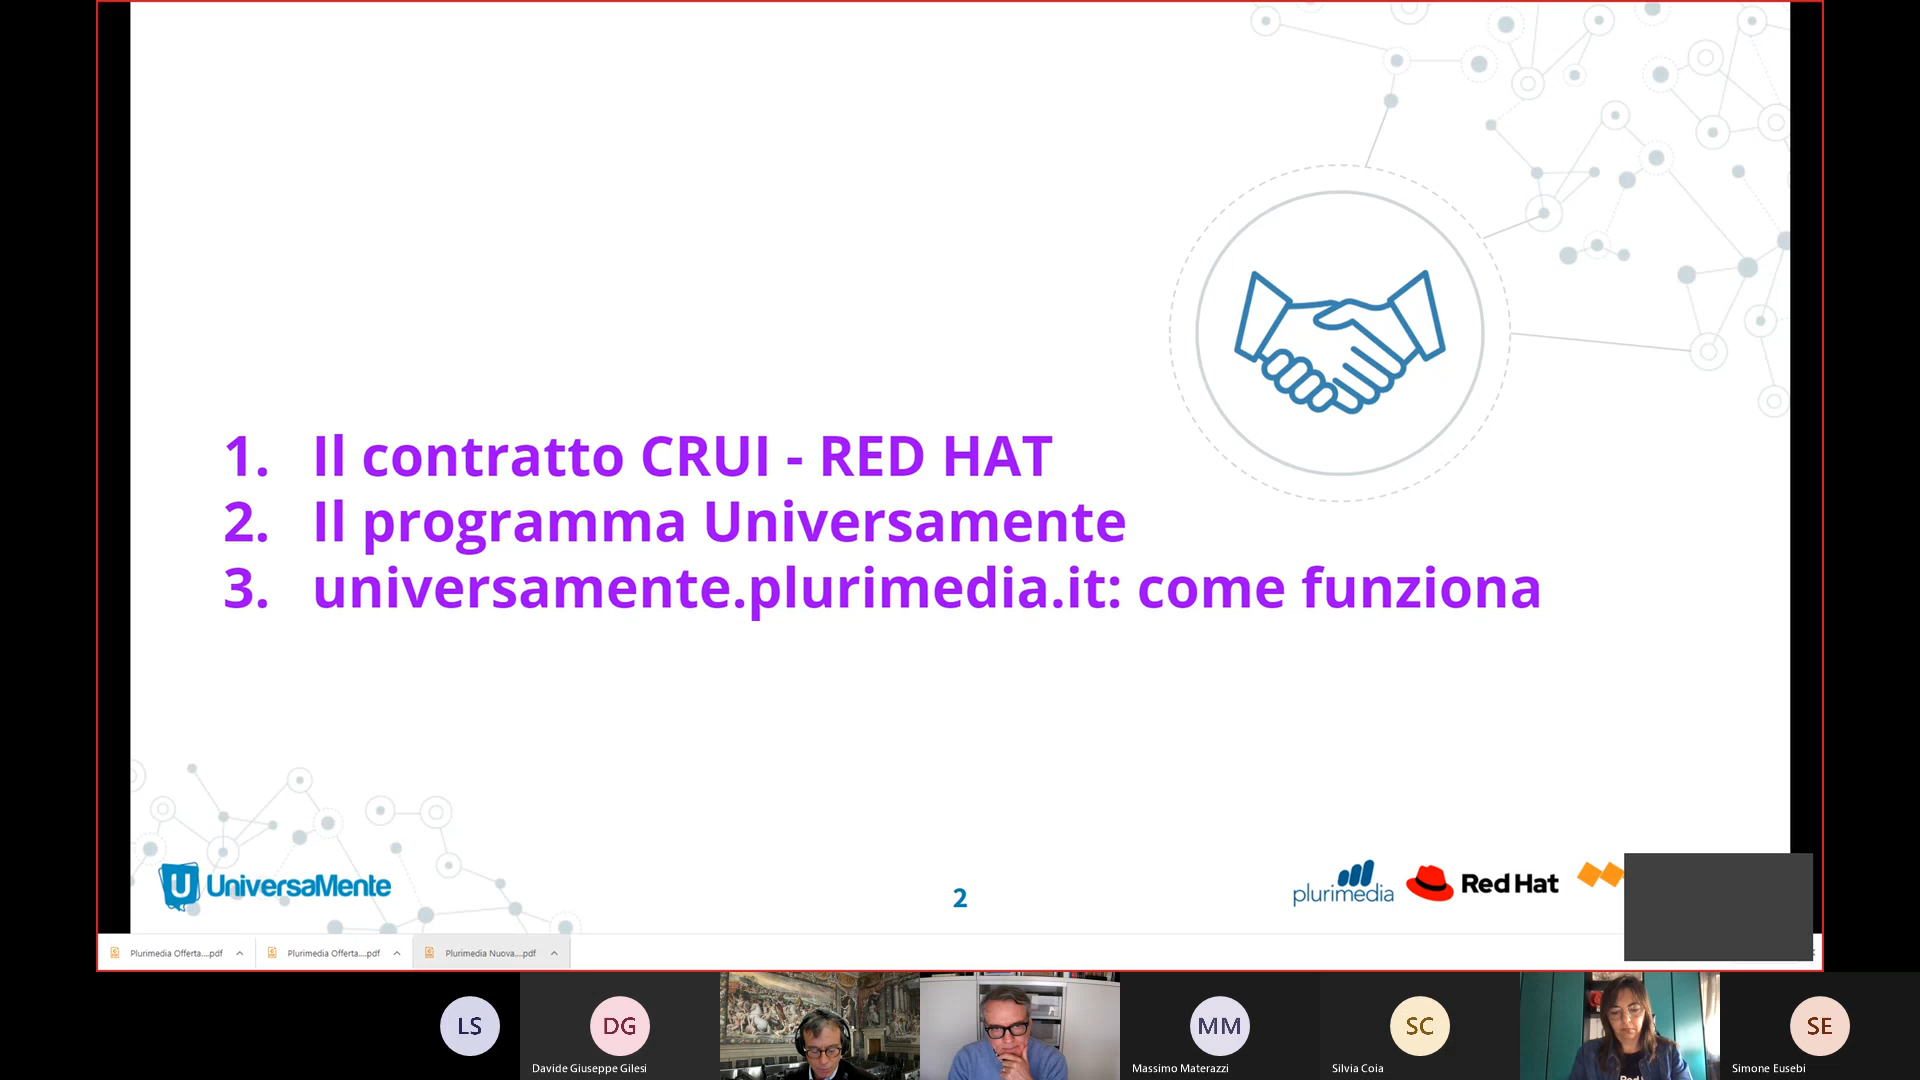 1. Il contratto CRUI - RED HAT
2. Il programma Universamente
3. universamente.plurimedia.it: come funziona
U UniversaMente
2
plurimedia
Red Hat
Plurimedia Offerta....pdf
Plurimedia Offerta....pdf
Plurimedia Nuova....pdf
LS
DG
MM
SC
SE
Davide Giuseppe Gilesi
Massimo Materazzi
Silvia Coia
Simone Eusebi